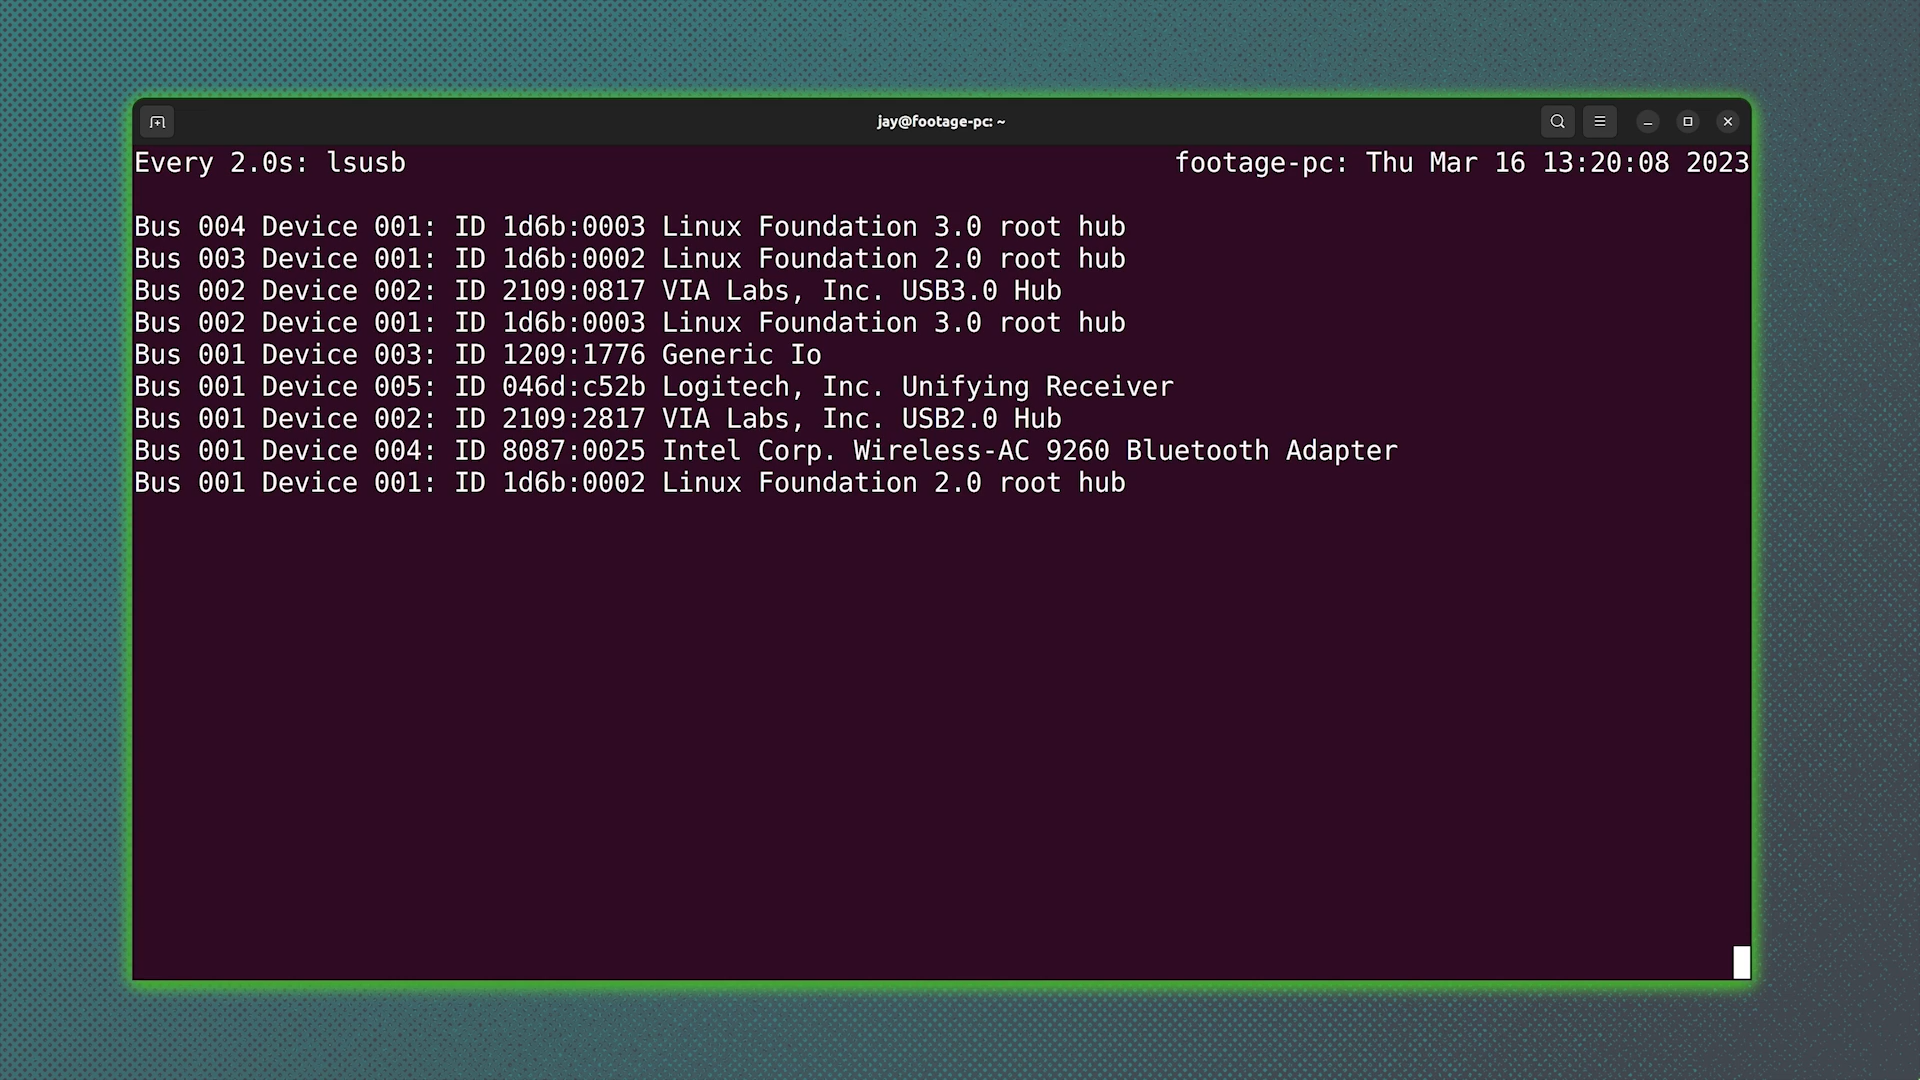 jay@footage-pc: ~
Every 2.0s: lsusb footage-pc: Thu Mar 16 13:20:08 2023
Bus 004 Device 001: ID 1d6b:0003 Linux Foundation 3.0 root hub
Bus 003 Device 001: ID 1d6b:0002 Linux Foundation 2.0 root hub
Bus 002 Device 002: ID 2109:0817 VIA Labs, Inc. USB3.0 Hub
Bus 002 Device 001: ID 1d6b:0003 Linux Foundation 3.0 root hub
Bus 001 Device 003: ID 1209:1776 Generic Io
Bus 001 Device 005: ID 046d:c52b Logitech, Inc. Unifying Receiver
Bus 001 Device 002: ID 2109:2817 VIA Labs, Inc. USB2.0 Hub
Bus 001 Device 004: ID 8087:0025 Intel Corp. Wireless-AC 9260 Bluetooth Adapter
Bus 001 Device 001: ID 1d6b:0002 Linux Foundation 2.0 root hub